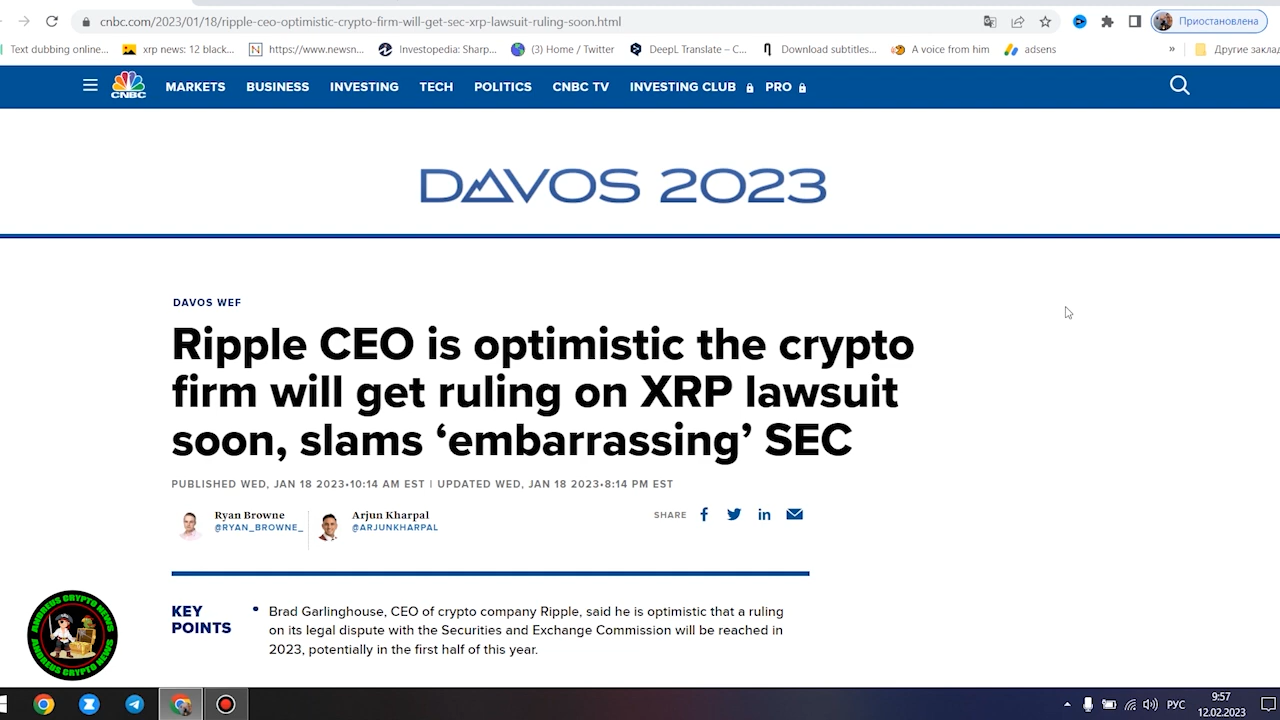 cnbc.com/2023/01/18/ripple-ceo-optimistic-crypto-firm-will-get-sec-xrp-lawsuit-ruling-soon.html
Приостановлена
Text dubbing online...
xrp news: 12 black...
https://www.newsn...
Investopedia: Sharp...
(3) Home / Twitter
DeepL Translate – C...
Download subtitles...
A voice from him
adsens
»
Другие заклад
CNBC
MARKETS
BUSINESS
INVESTING
TECH
POLITICS
CNBC TV
INVESTING CLUB
PRO
DAVOS 2023
DAVOS WEF
Ripple CEO is optimistic the crypto
firm will get ruling on XRP lawsuit
soon, slams ‘embarrassing’ SEC
PUBLISHED WED, JAN 18 2023•10:14 AM EST | UPDATED WED, JAN 18 2023•8:14 PM EST
Ryan Browne
@RYAN_BROWNE_
Arjun Kharpal
@ARJUNKHARPAL
SHARE
KEY
POINTS
• Brad Garlinghouse, CEO of crypto company Ripple, said he is optimistic that a ruling
on its legal dispute with the Securities and Exchange Commission will be reached in
2023, potentially in the first half of this year.
ANDREUS CRYPTO NEWS
ANDREUS CRYPTO NEWS
РУС
9:57
12.02.2023